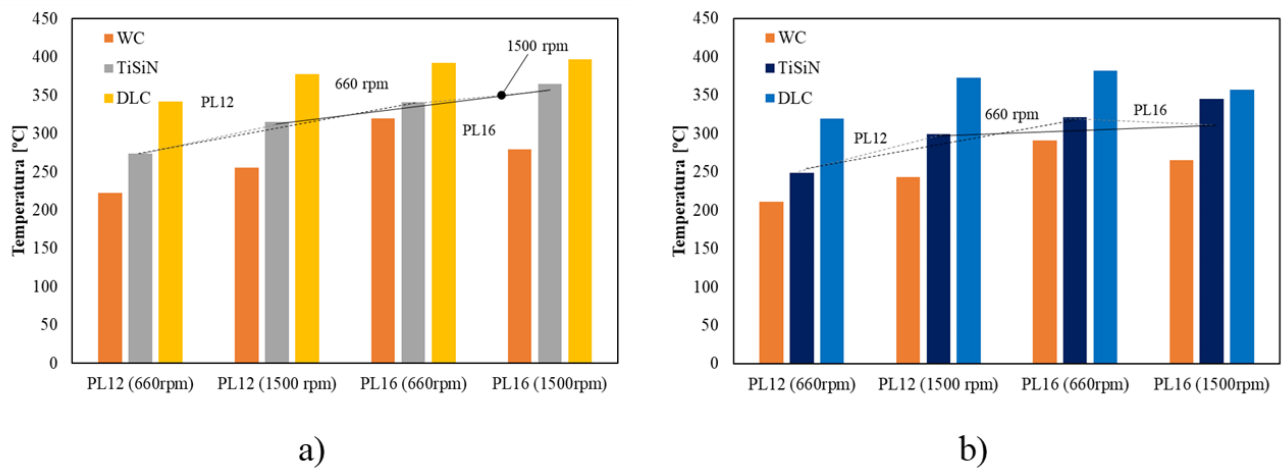 450
400
350
300
250
200
150
100
50
0
Temperatura [°C]
WC
TiSiN
DLC
PL12
660 rpm
1500 rpm
PL16
PL12 (660rpm) PL12 (1500 rpm) PL16 (660rpm) PL16 (1500rpm)
a)
450
400
350
300
250
200
150
100
50
0
Temperatura [°C]
WC
TiSiN
DLC
PL12
660 rpm
PL16
PL12 (660rpm) PL12 (1500 rpm) PL16 (660rpm) PL16 (1500rpm)
b)